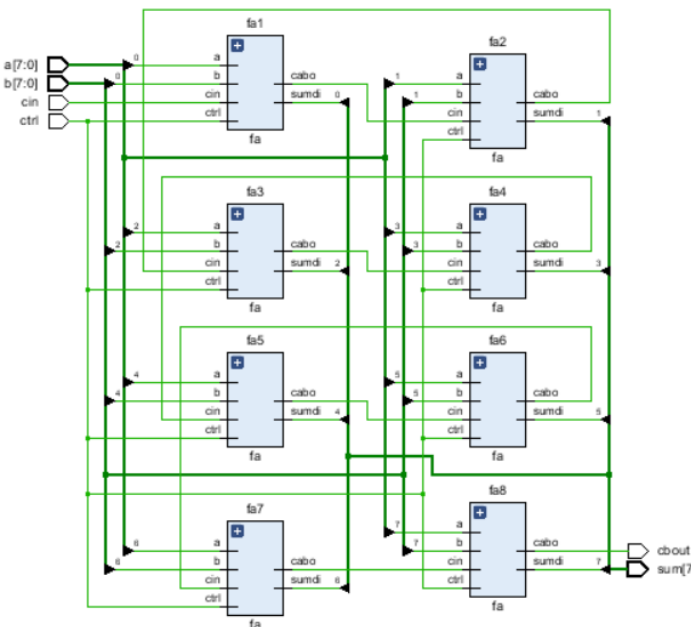 fa1
fa2
a[7:0]
b[7:0]
cin
ctrl
0
0
a
b
cin
ctrl
cabo
sumdi
0
fa
1
1
a
b
cin
ctrl
cabo
sumdi
1
fa
fa3
fa4
2
2
a
b
cin
ctrl
cabo
sumdi
2
fa
3
3
a
b
cin
ctrl
cabo
sumdi
3
fa
fa5
fa6
4
4
a
b
cin
ctrl
cabo
sumdi
4
fa
5
5
a
b
cin
ctrl
cabo
sumdi
5
fa
fa7
fa8
6
6
a
b
cin
ctrl
cabo
sumdi
6
fa
7
7
a
b
cin
ctrl
cabo
sumdi
7
fa
cbout
sum[7